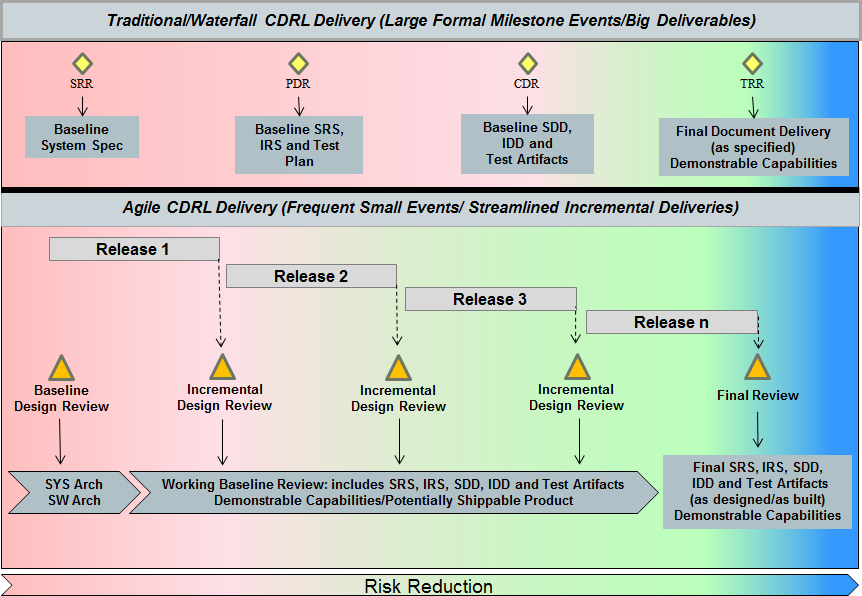 Traditional/Waterfall CDRL Delivery (Large Formal Milestone Events/Big Deliverables)
SRR
PDR
CDR
TRR
Baseline
System Spec
Baseline SRS,
IRS and Test
Plan
Baseline SDD,
IDD and
Test Artifacts
Final Document Delivery
(as specified)
Demonstrable Capabilities
Agile CDRL Delivery (Frequent Small Events/ Streamlined Incremental Deliveries)
Release 1
Release 2
Release 3
Release n
Baseline
Design Review
Incremental
Design Review
Incremental
Design Review
Incremental
Design Review
Final Review
SYS Arch
SW Arch
Working Baseline Review: includes SRS, IRS, SDD, IDD and Test Artifacts
Demonstrable Capabilities/Potentially Shippable Product
Final SRS, IRS, SDD,
IDD and Test Artifacts
(as designed/as built)
Demonstrable Capabilities
Risk Reduction